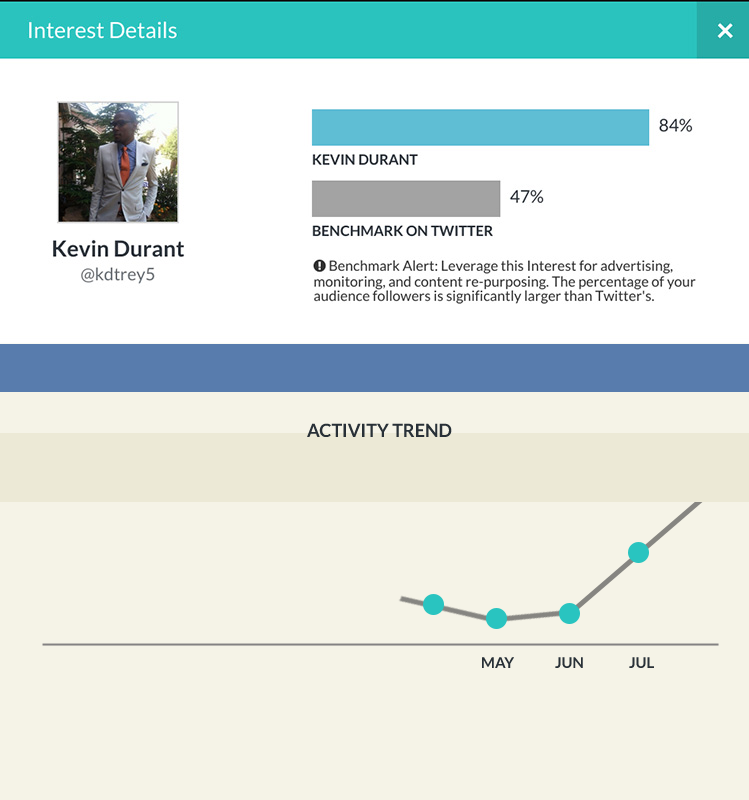 Interest Details
84%
KEVIN DURANT
47%
BENCHMARK ON TWITTER
Kevin Durant
@kdtrey5
Benchmark Alert: Leverage this Interest for advertising,
monitoring, and content re-purposing. The percentage of your
audience followers is significantly larger than Twitter's.
ACTIVITY TREND
MAY JUN JUL